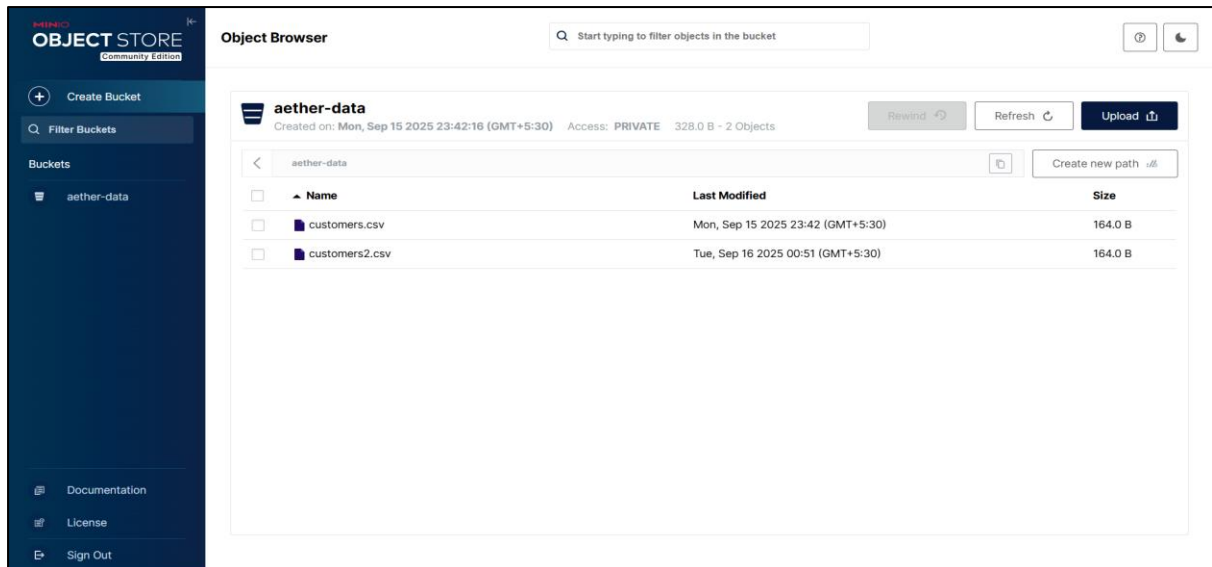 MINIO
OBJECT STORE
Community Edition
Create Bucket
Filter Buckets
Buckets
aether-data
Documentation
License
Sign Out
Object Browser
Start typing to filter objects in the bucket
aether-data
Created on: Mon, Sep 15 2025 23:42:16 (GMT+5:30) Access: PRIVATE 328.0 B - 2 Objects
Rewind
Refresh
Upload
aether-data
Create new path
Name Last Modified Size
customers.csv Mon, Sep 15 2025 23:42 (GMT+5:30) 164.0 B
customers2.csv Tue, Sep 16 2025 00:51 (GMT+5:30) 164.0 B